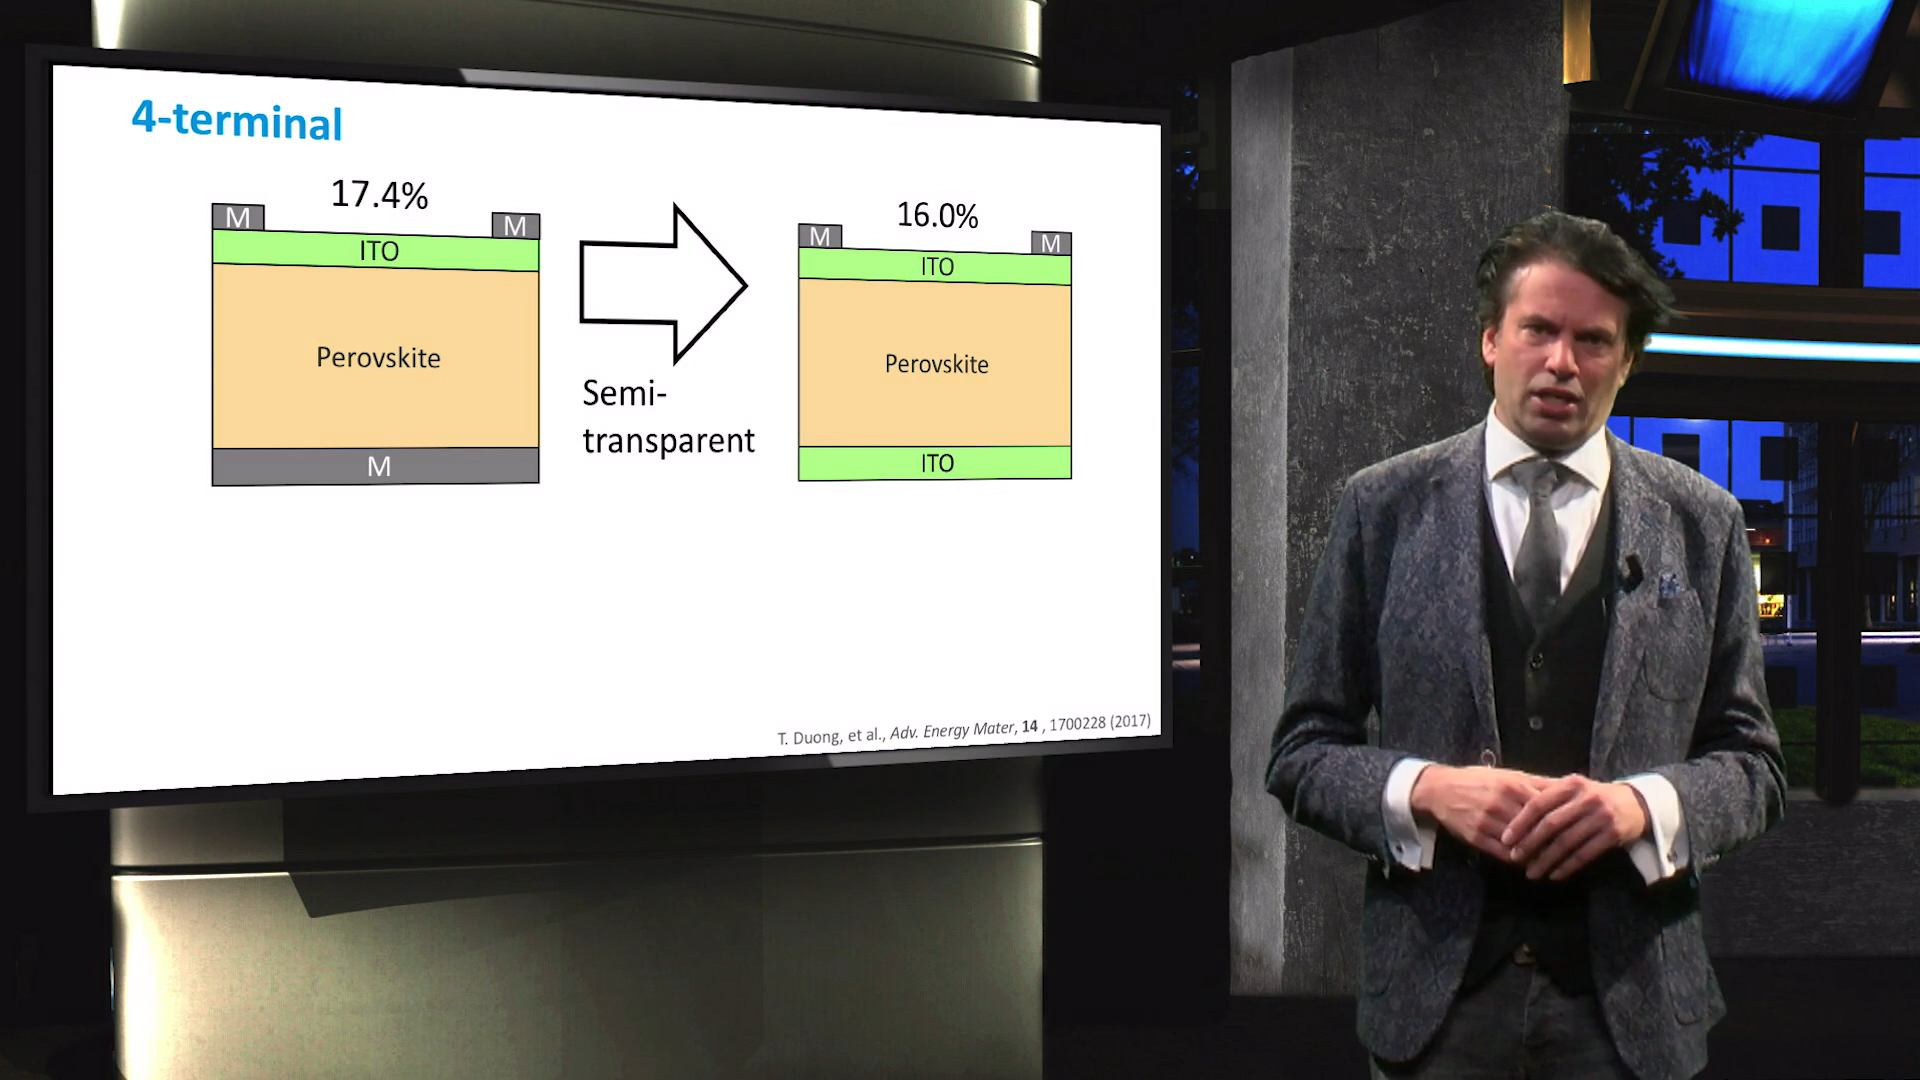 4-terminal
17.4%
M
M
ITO
Perovskite
M
Semi-
transparent
16.0%
M
M
ITO
Perovskite
ITO
T. Duong, et al., Adv. Energy Mater, 14 , 1700228 (2017)